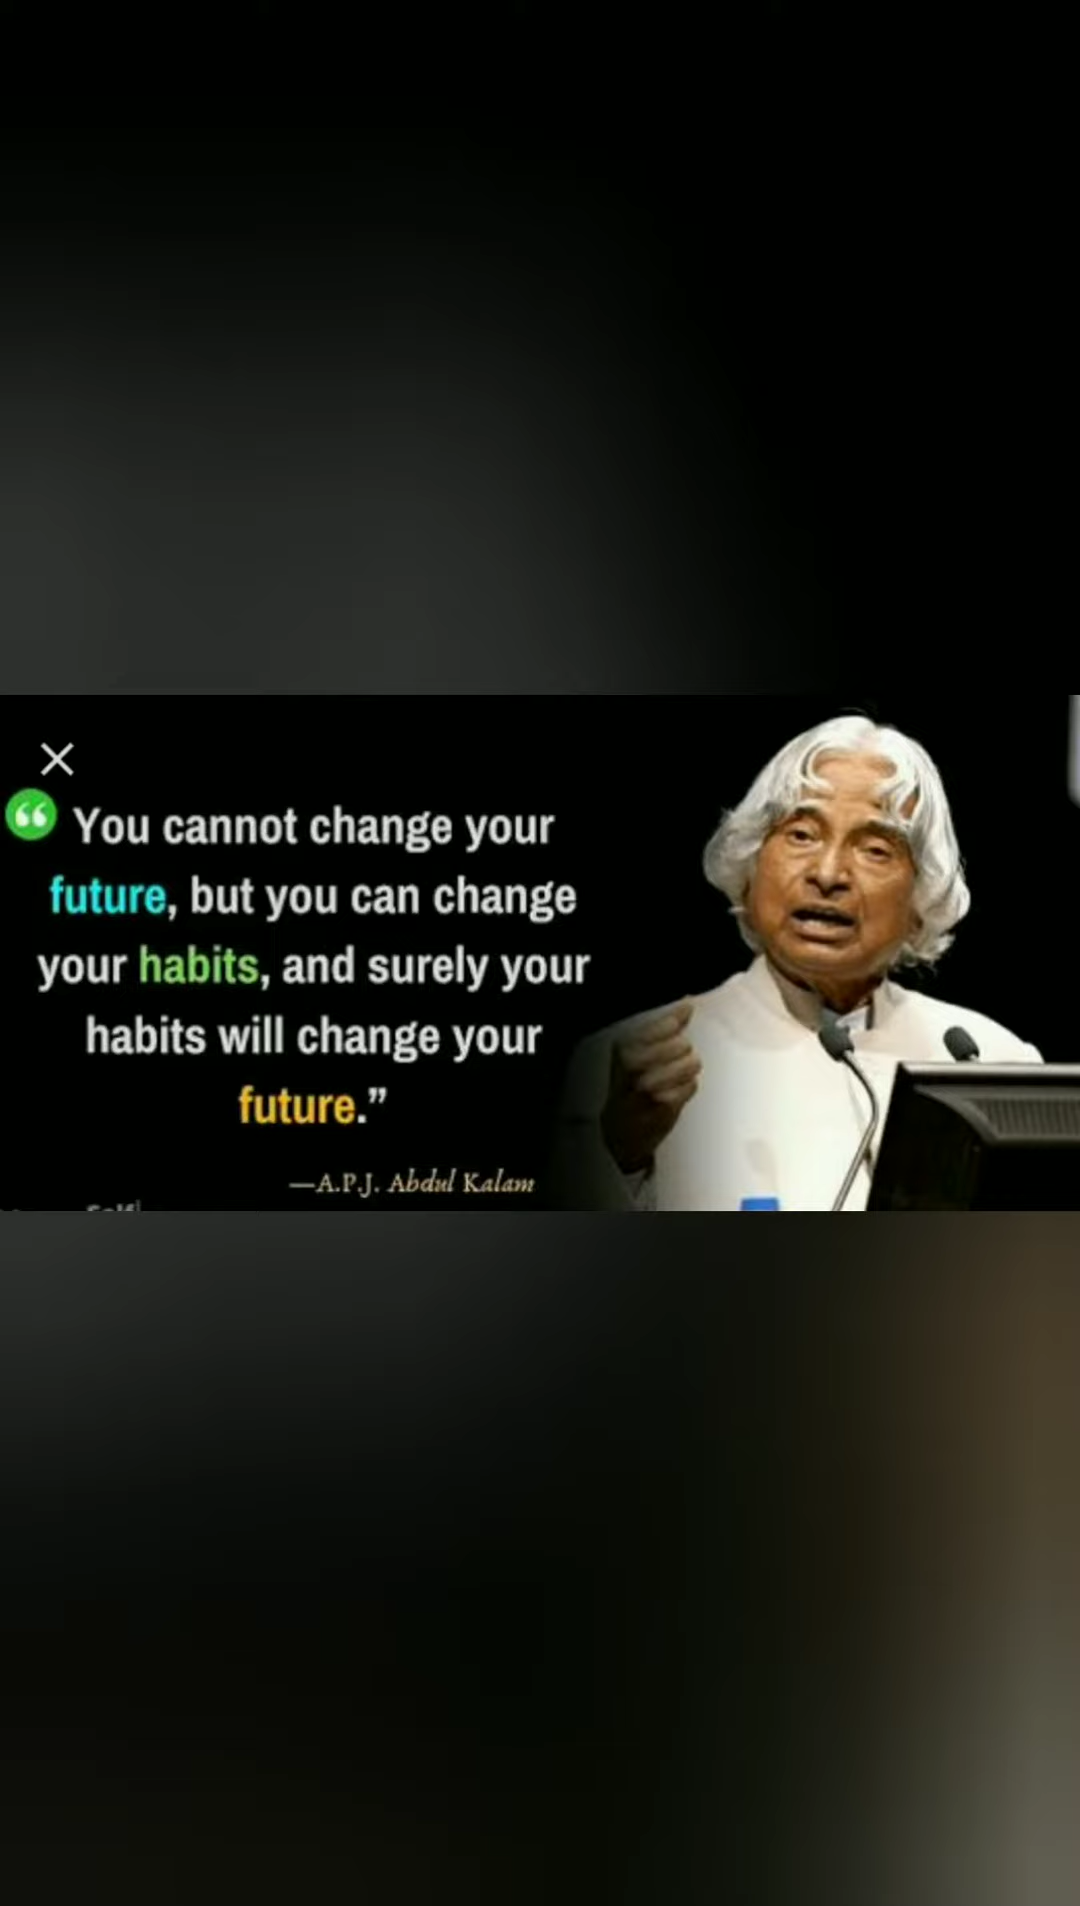 “ You cannot change your
future, but you can change
your habits, and surely your
habits will change your
future.”
—A.P.J. Abdul Kalam